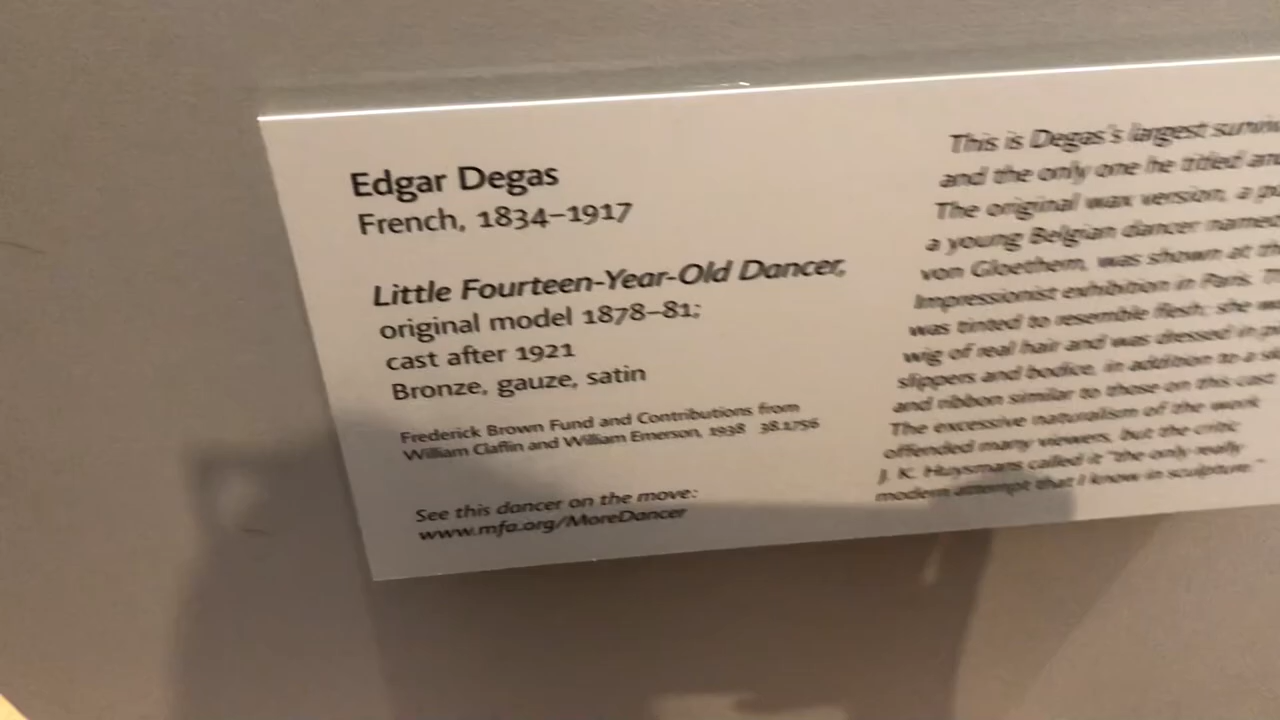 Edgar Degas
French, 1834–1917
Little Fourteen-Year-Old Dancer,
original model 1878–81;
cast after 1921
Bronze, gauze, satin
Frederick Brown Fund and Contributions from
William Claflin and William Emerson, 1938 38.1756
See this dancer on the move:
www.mfa.org/MoreDancer
This is Degas's largest
and the only one he titled and
The original wax version, a
a young Belgian dancer named
von Gloethem, was shown at
Impressionist exhibition in Paris.
was tinted to resemble flesh; she
wig of real hair and was dressed in
slippers and bodice, in addition to a
and ribbon similar to those on this cast
The excessive naturalism of the work
offended many viewers, but the critic
J. K. Huysmans called it "the only really
modern attempt that I know in sculpture."